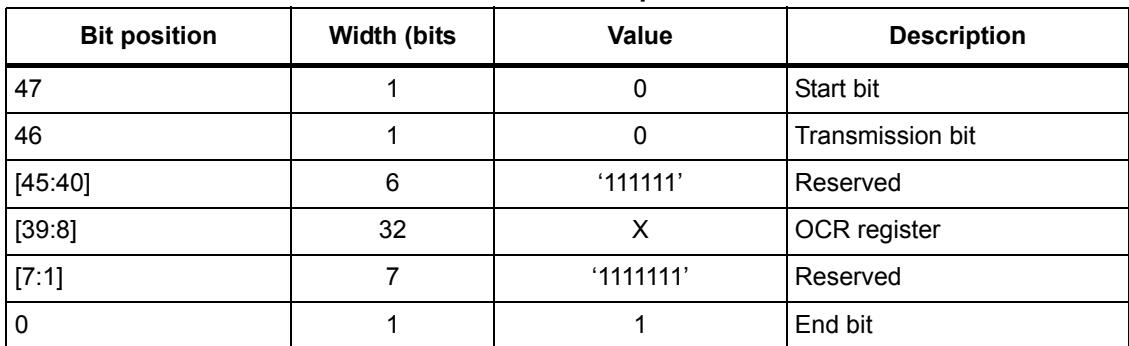 Bit position Width (bits Value Description
47 1 0 Start bit
46 1 0 Transmission bit
[45:40] 6 ‘111111’ Reserved
[39:8] 32 X OCR register
[7:1] 7 ‘1111111’ Reserved
0 1 1 End bit